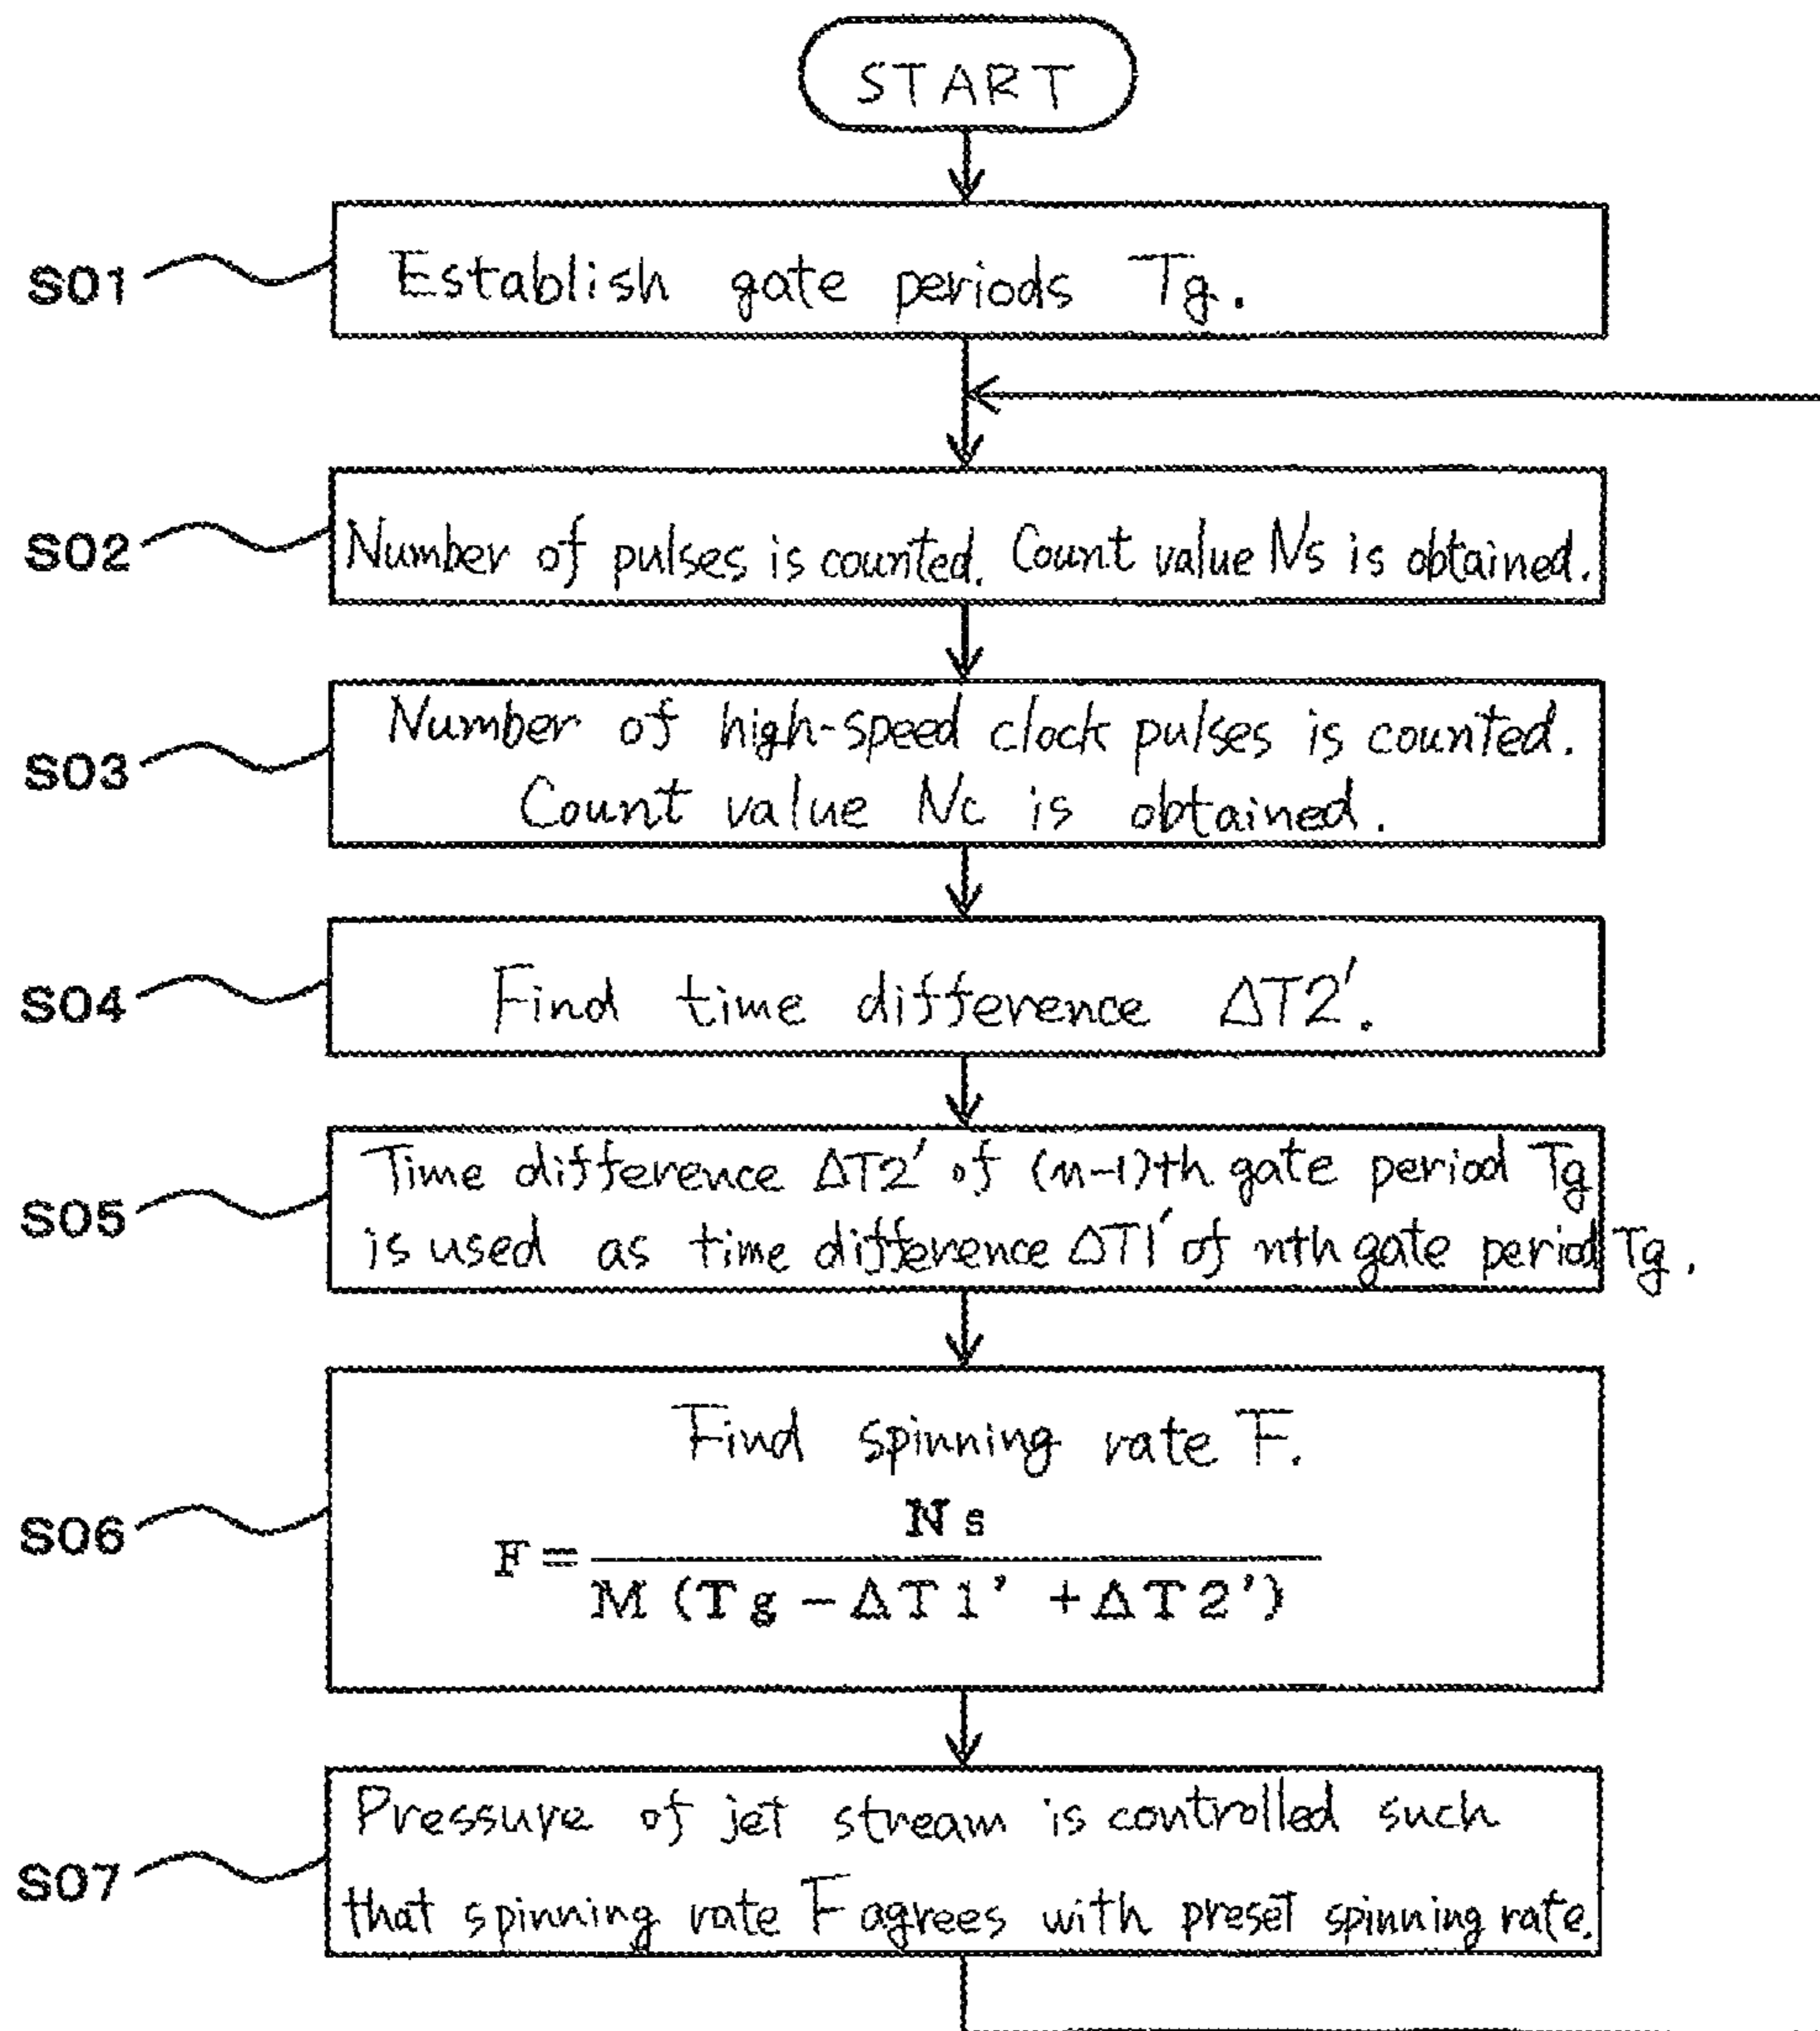 START
S01
Establish gate periods Tg.
S02
Number of pulses is counted. Count value Ns is obtained.
S03
Number of high-speed clock pulses is counted.
Count value Nc is obtained.
S04
Find time difference ΔT2'.
S05
Time difference ΔT2' of (n-1)th gate period Tg
is used as time difference ΔT1' of nth gate period Tg.
S06
Find spinning rate F.
Ns
F=
M (Tg-ΔT1' +ΔT2')
S07
Pressure of jet stream is controlled such
that spinning rate F agrees with preset spinning rate.